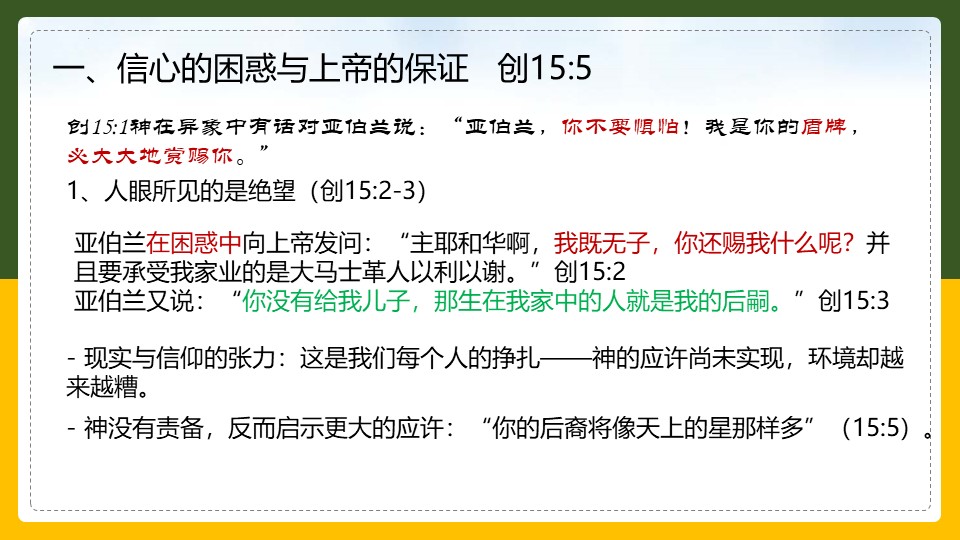 一、信心的困惑与上帝的保证 创15:5
创15:1神在异象中有话对亚伯兰说：“亚伯兰，你不要惧怕！我是你的盾牌，
必大大地赏赐你。”
1、人眼所见的是绝望（创15:2-3）
亚伯兰在困惑中向上帝发问：“主耶和华啊，我既无子，你还赐我什么呢？并
且要承受我家业的是大马士革人以利以谢。”创15:2
亚伯兰又说：“你没有给我儿子，那生在我家中的人就是我的后嗣。”创15:3
- 现实与信仰的张力：这是我们每个人的挣扎——神的应许尚未实现，环境却越
来越糟。
- 神没有责备，反而启示更大的应许：“你的后裔将像天上的星那样多”（15:5）。